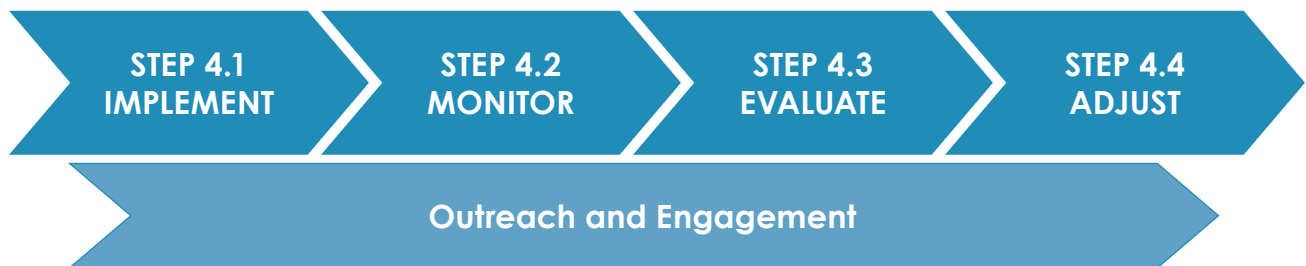 STEP 4.1
IMPLEMENT
STEP 4.2
MONITOR
STEP 4.3
EVALUATE
STEP 4.4
ADJUST
Outreach and Engagement